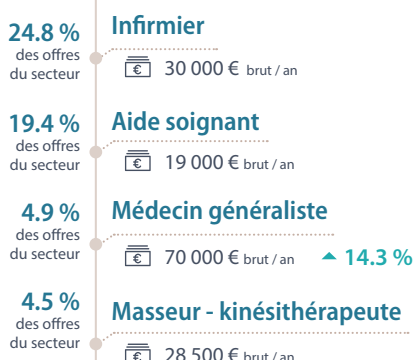 24.8 %
des offres
du secteur
Infirmier
30 000 € brut / an
19.4 %
des offres
du secteur
Aide soignant
19 000 € brut / an
4.9 %
des offres
du secteur
Médecin généraliste
70 000 € brut / an 14.3 %
4.5 %
des offres
du secteur
Masseur - kinésithérapeute
28 500 € brut / an